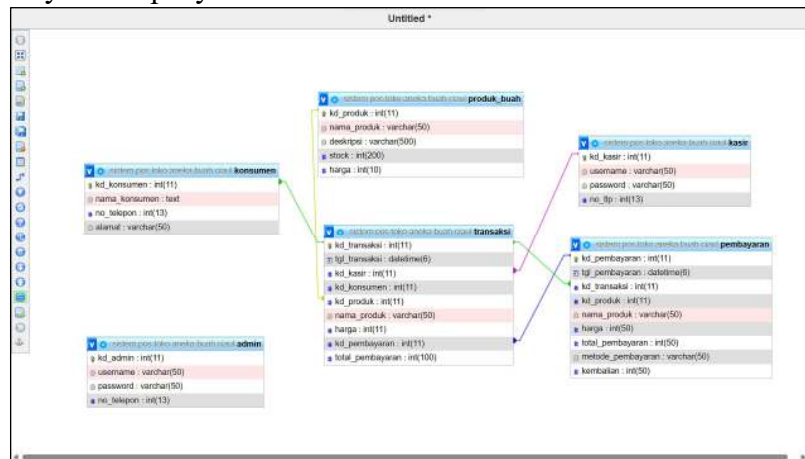 Untitled *
produk_buah
kd_produk : int(11)
nama_produk : varchar(50)
deskripsi : varchar(500)
stock : int(200)
harga : int(10)
kasir
kd_kasir : int(11)
username : varchar(50)
password : varchar(50)
no_tlp : int(13)
konsumen
kd_konsumen : int(11)
nama_konsumen : text
no_telepon : int(13)
alamat : varchar(50)
transaksi
kd_transaksi : int(11)
tgl_transaksi : datetime(6)
kd_kasir : int(11)
kd_konsumen : int(11)
kd_produk : int(11)
nama_produk : varchar(50)
harga : int(11)
kd_pembayaran : int(11)
total_pembayaran : int(100)
pembayaran
kd_pembayaran : int(11)
tgl_pembayaran : datetime(6)
kd_transaksi : int(11)
kd_produk : int(11)
nama_produk : varchar(50)
harga : int(50)
total_pembayaran : int(50)
metode_pembayaran : varchar(50)
kembalian : int(50)
admin
kd_admin : int(11)
username : varchar(50)
password : varchar(50)
no_telepon : int(13)